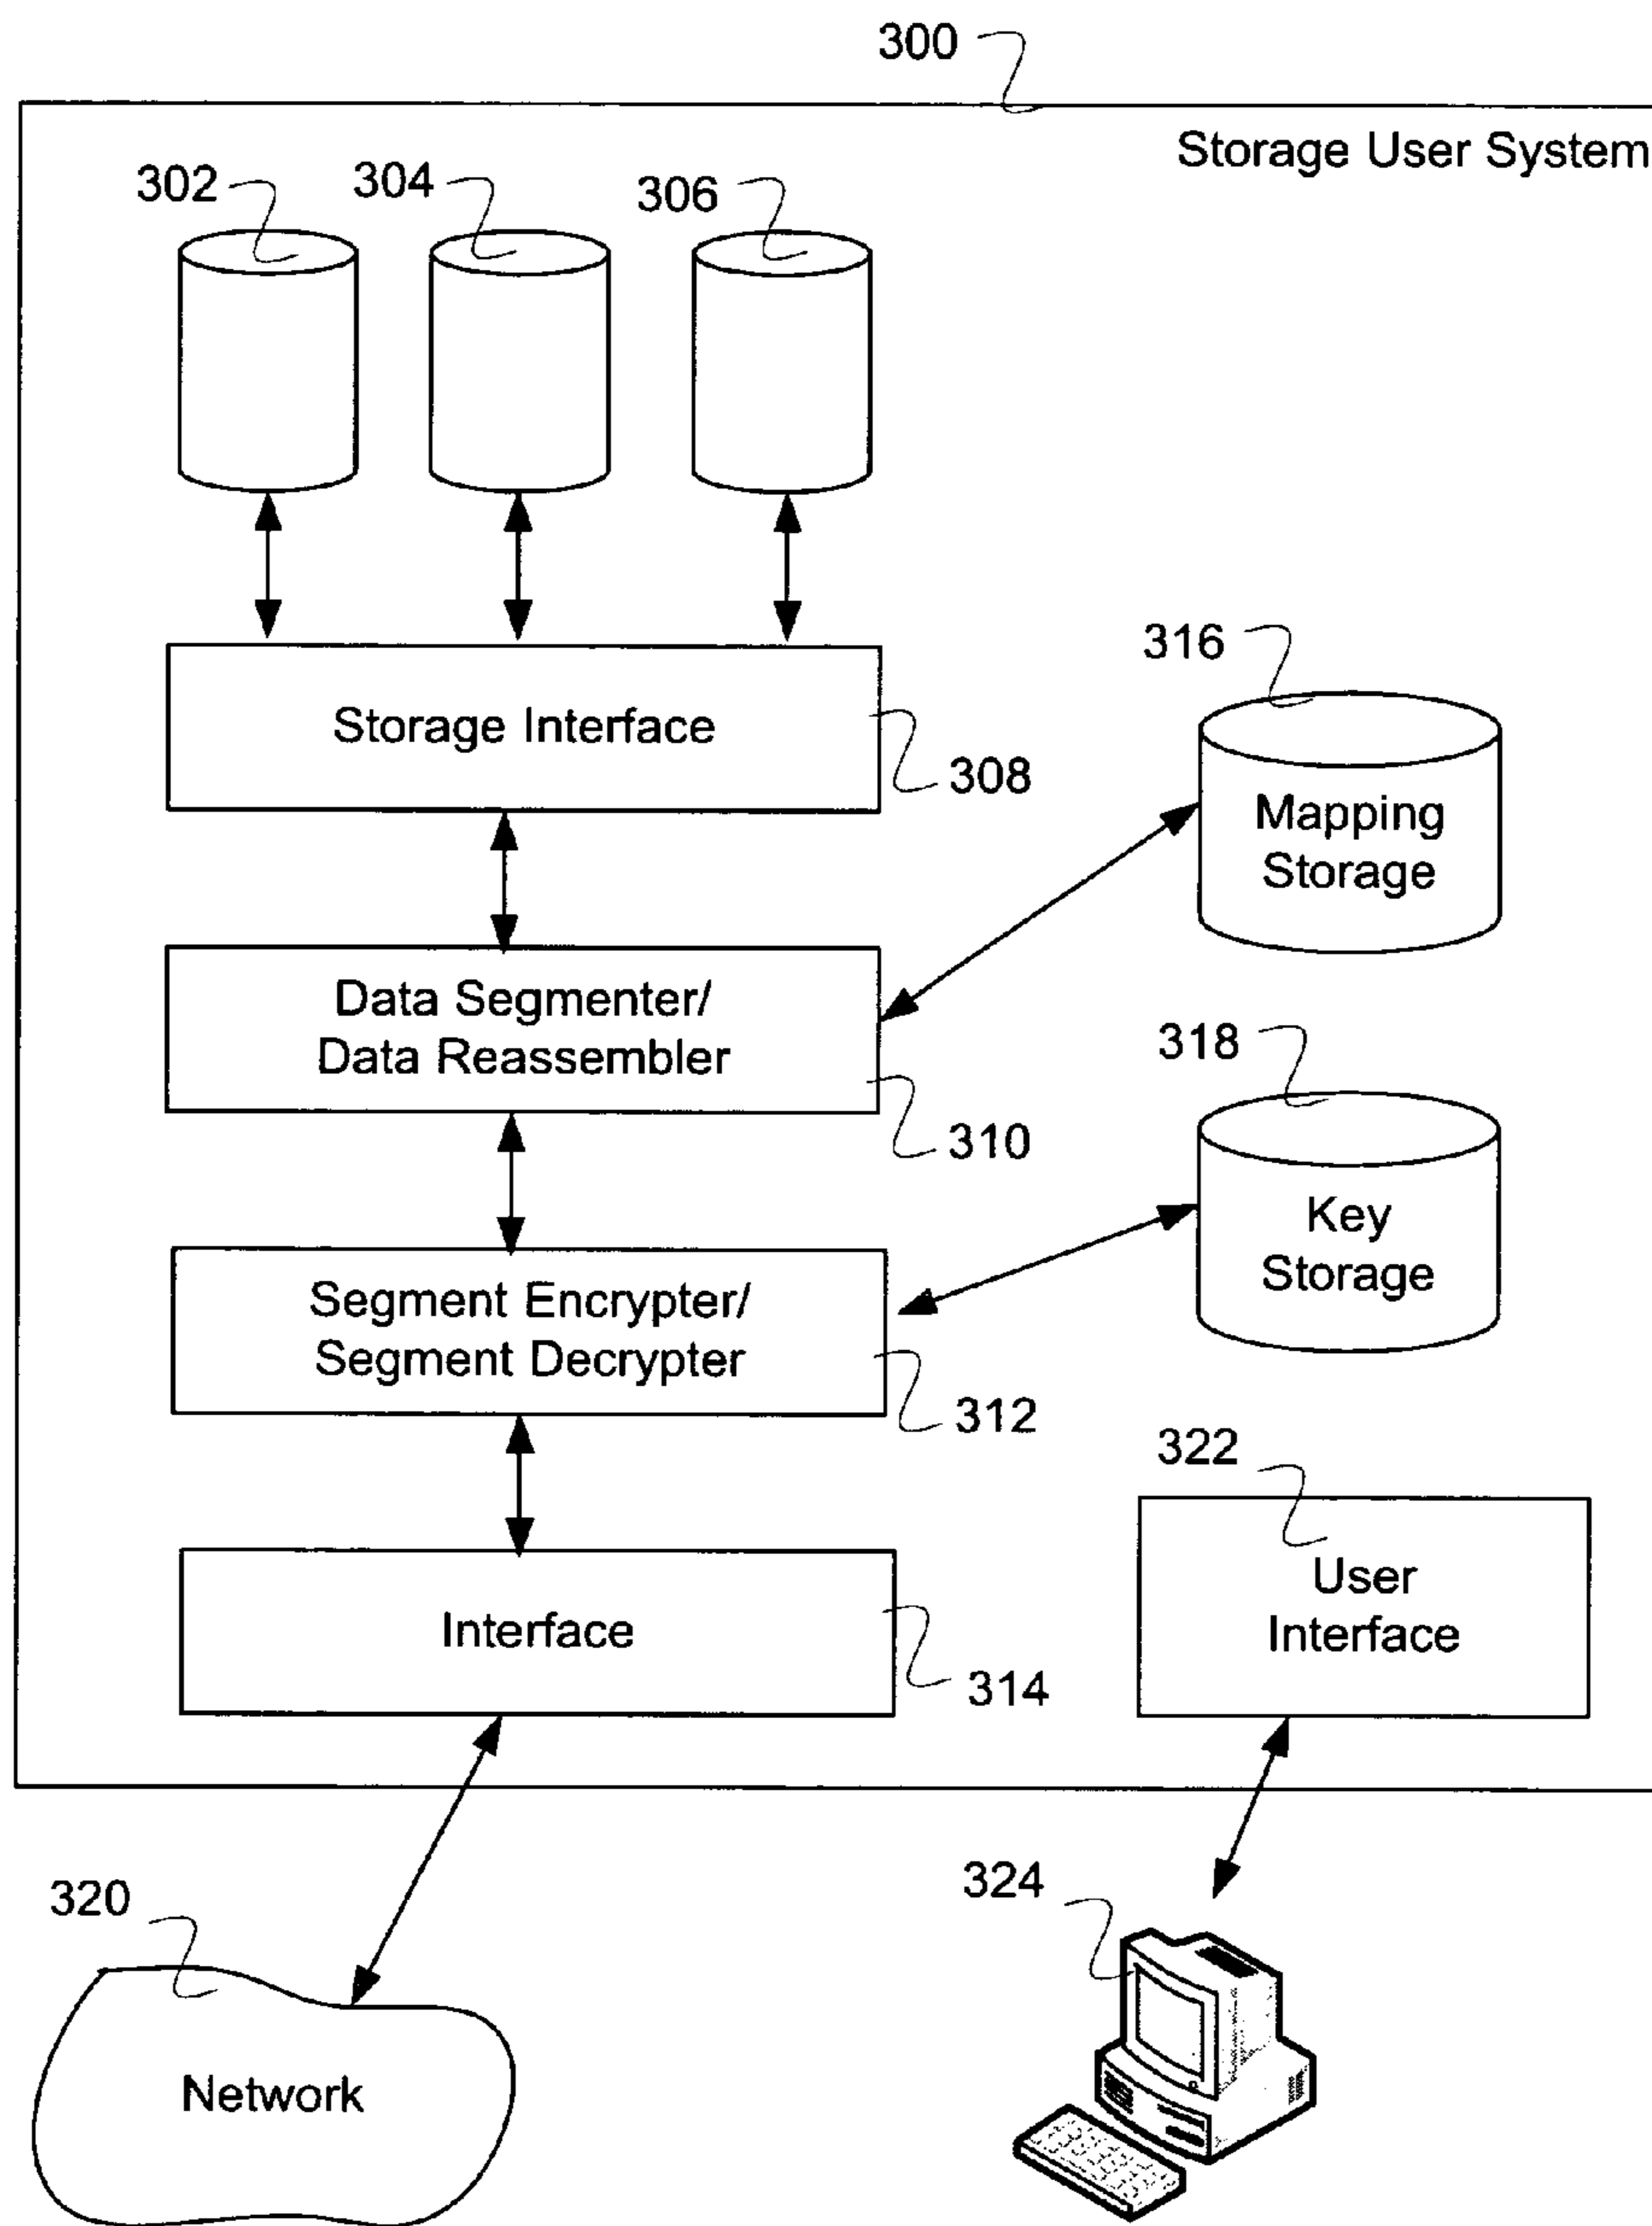 300
Storage User System
302
304
306
316
Storage Interface
308
Mapping
Storage
Data Segmenter/
Data Reassembler
310
318
Key
Storage
Segment Encrypter/
Segment Decrypter
312
322
User
Interface
Interface
314
320
324
Network